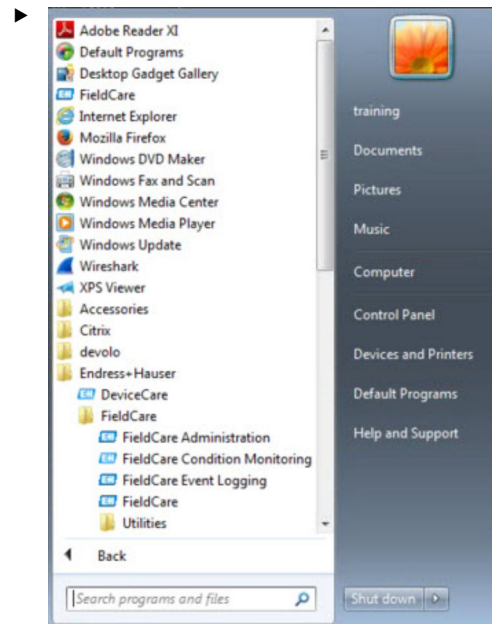 Adobe Reader XI
Default Programs
Desktop Gadget Gallery
FieldCare
Internet Explorer
Mozilla Firefox
Windows DVD Maker
Windows Fax and Scan
Windows Media Center
Windows Media Player
Windows Update
Wireshark
XPS Viewer
Accessories
Citrix
devolo
Endress+Hauser
DeviceCare
FieldCare
FieldCare Administration
FieldCare Condition Monitoring
FieldCare Event Logging
FieldCare
Utilities
Back
Search programs and files
training
Documents
Pictures
Music
Computer
Control Panel
Devices and Printers
Default Programs
Help and Support
Shut down